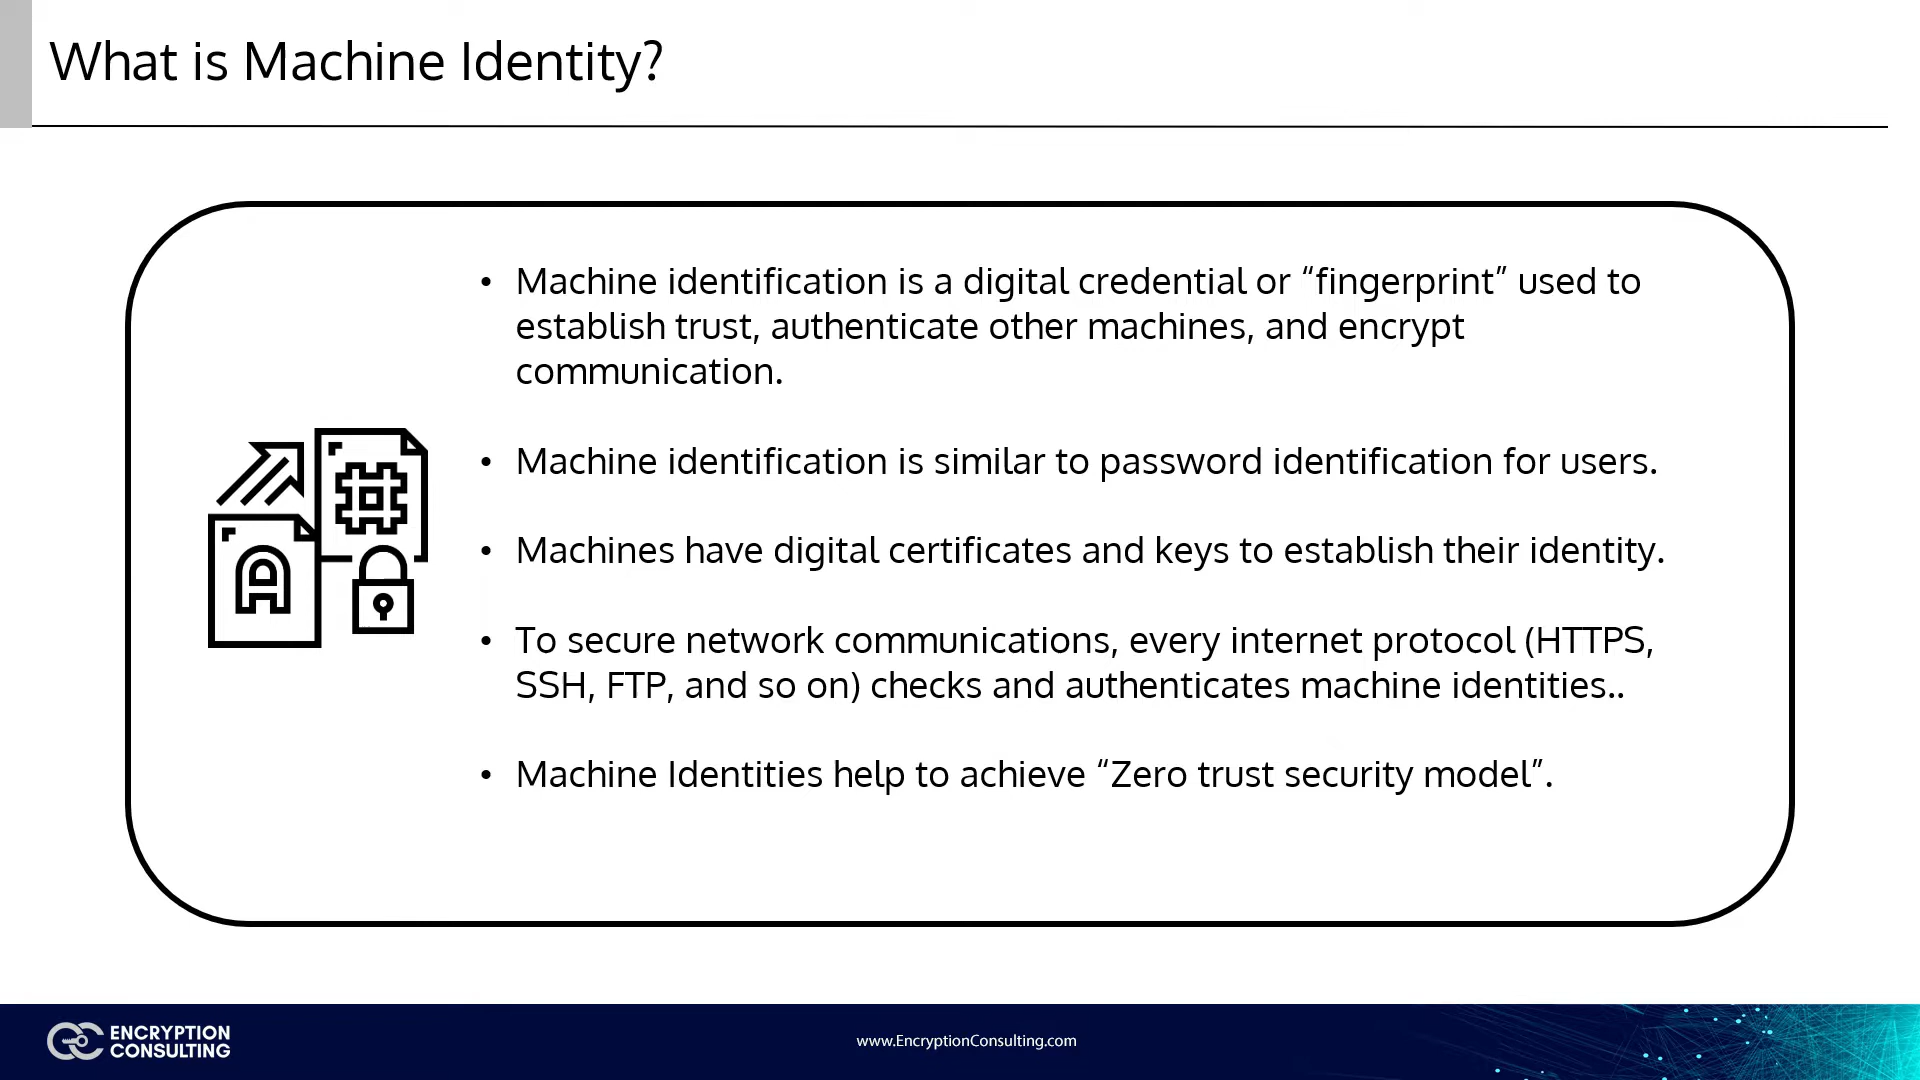 What is Machine Identity?
• Machine identification is a digital credential or “fingerprint” used to
establish trust, authenticate other machines, and encrypt
communication.
• Machine identification is similar to password identification for users.
• Machines have digital certificates and keys to establish their identity.
• To secure network communications, every internet protocol (HTTPS,
SSH, FTP, and so on) checks and authenticates machine identities..
• Machine Identities help to achieve “Zero trust security model”.
ENCRYPTION
CONSULTING
www.EncryptionConsulting.com